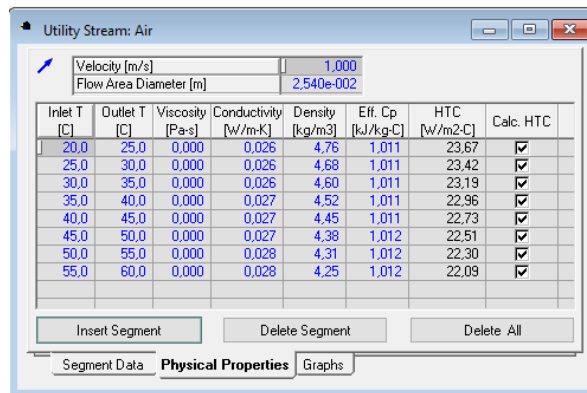 Utility Stream: Air
Velocity [m/s] 1,000
Flow Area Diameter [m] 2,540e-002
Inlet T [C] Outlet T [C] Viscosity [Pa-s] Conductivity [W/m-K] Density [kg/m3] Eff. Cp [kJ/kg-C] HTC [W/m2-C] Calc. HTC
20,0 25,0 0,000 0,026 4,76 1,011 23,67
25,0 30,0 0,000 0,026 4,68 1,011 23,42
30,0 35,0 0,000 0,026 4,60 1,011 23,19
35,0 40,0 0,000 0,027 4,52 1,011 22,96
40,0 45,0 0,000 0,027 4,45 1,011 22,73
45,0 50,0 0,000 0,027 4,38 1,012 22,51
50,0 55,0 0,000 0,028 4,31 1,012 22,30
55,0 60,0 0,000 0,028 4,25 1,012 22,09
Insert Segment Delete Segment Delete All
Segment Data Physical Properties Graphs